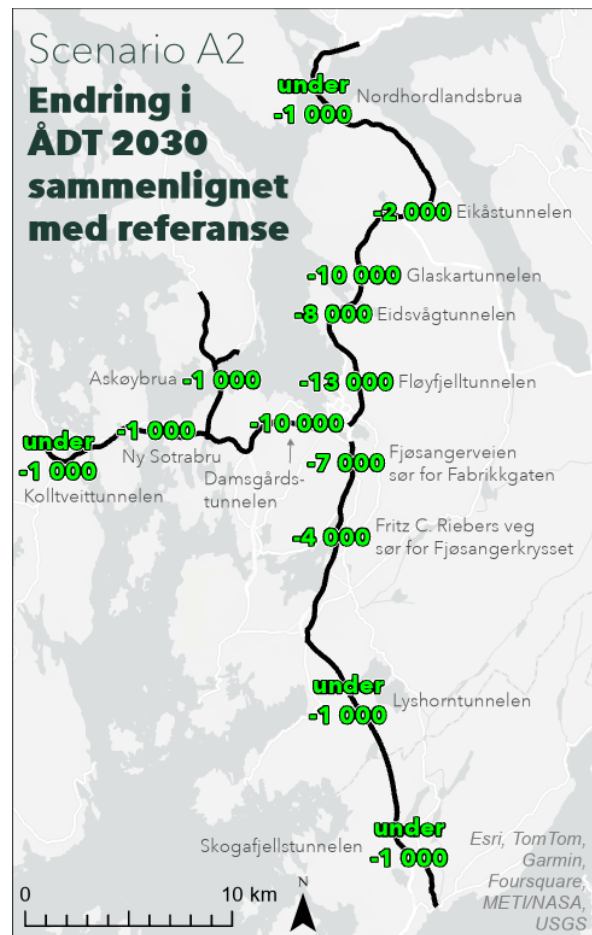 Scenario A2
Endring i
ÅDT 2030
sammenlignet
med referanse
under
-1 000
Nordhordlandsbrua
-2 000 Eikåstunnelen
-10 000 Glaskartunnelen
-8 000 Eidsvågtunnelen
Askøybrua -1 000
-13 000 Fløyfjelltunnelen
-10 000
-1 000
Ny Sotrabru
under
-1 000
Kolltveittunnelen
Damsgårds-
tunnelen
-7 000
Fjøsangerveien
sør for Fabrikkgaten
-4 000
Fritz C. Riebers veg
sør for Fjøsangerkrysset
under
-1 000
Lyshorntunnelen
Skogafjellstunnelen
under
-1 000
0 10 km
N
Esri, TomTom,
Garmin,
Foursquare,
METI/NASA,
USGS